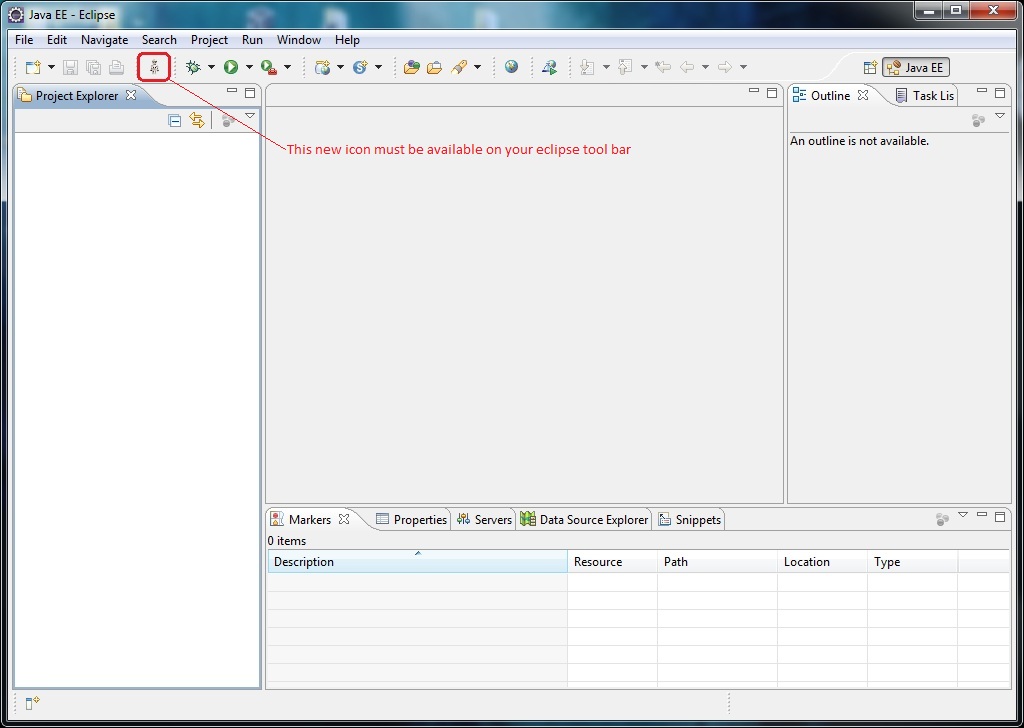 Java EE - Eclipse
File Edit Navigate Search Project Run Window Help
Java EE
Project Explorer
Outline Task Lis
An outline is not available.
This new icon must be available on your eclipse tool bar
Markers Properties Servers Data Source Explorer Snippets
0 items
Description Resource Path Location Type